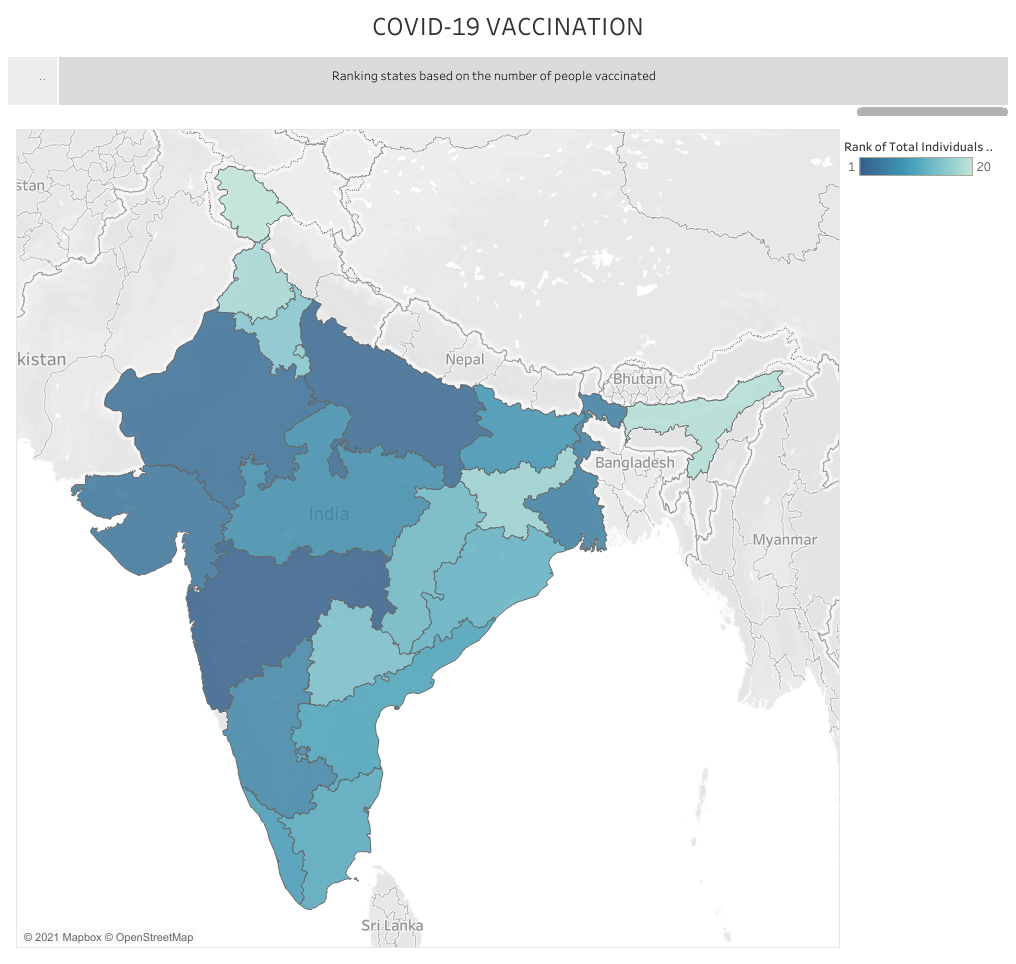 COVID-19 VACCINATION
..
Ranking states based on the number of people vaccinated
Rank of Total Individuals ..
1
20
stan
kistan
Nepal
Bhutan
Bangladesh
India
Myanmar
Sri Lanka
© 2021 Mapbox © OpenStreetMap